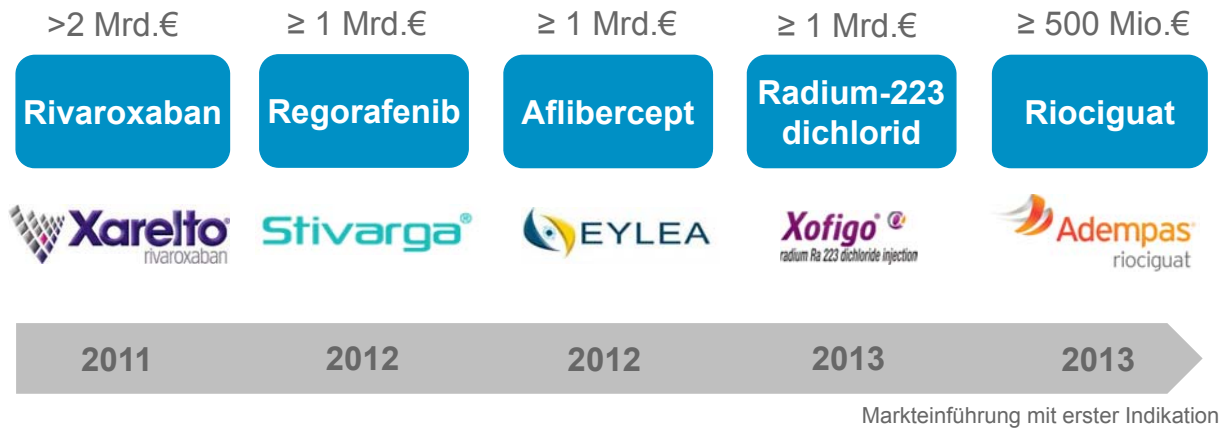 >2 Mrd.€ ≥ 1 Mrd.€ ≥ 1 Mrd.€ ≥ 1 Mrd.€ ≥ 500 Mio.€
Rivaroxaban Regorafenib Aflibercept Radium-223 dichlorid Riociguat
Xarelto® Stivarga® EYLEA Xofigo® Adempas®
rivaroxaban radium Ra 223 dichloride injection riociguat
2011 2012 2012 2013 2013
Markteinführung mit erster Indikation